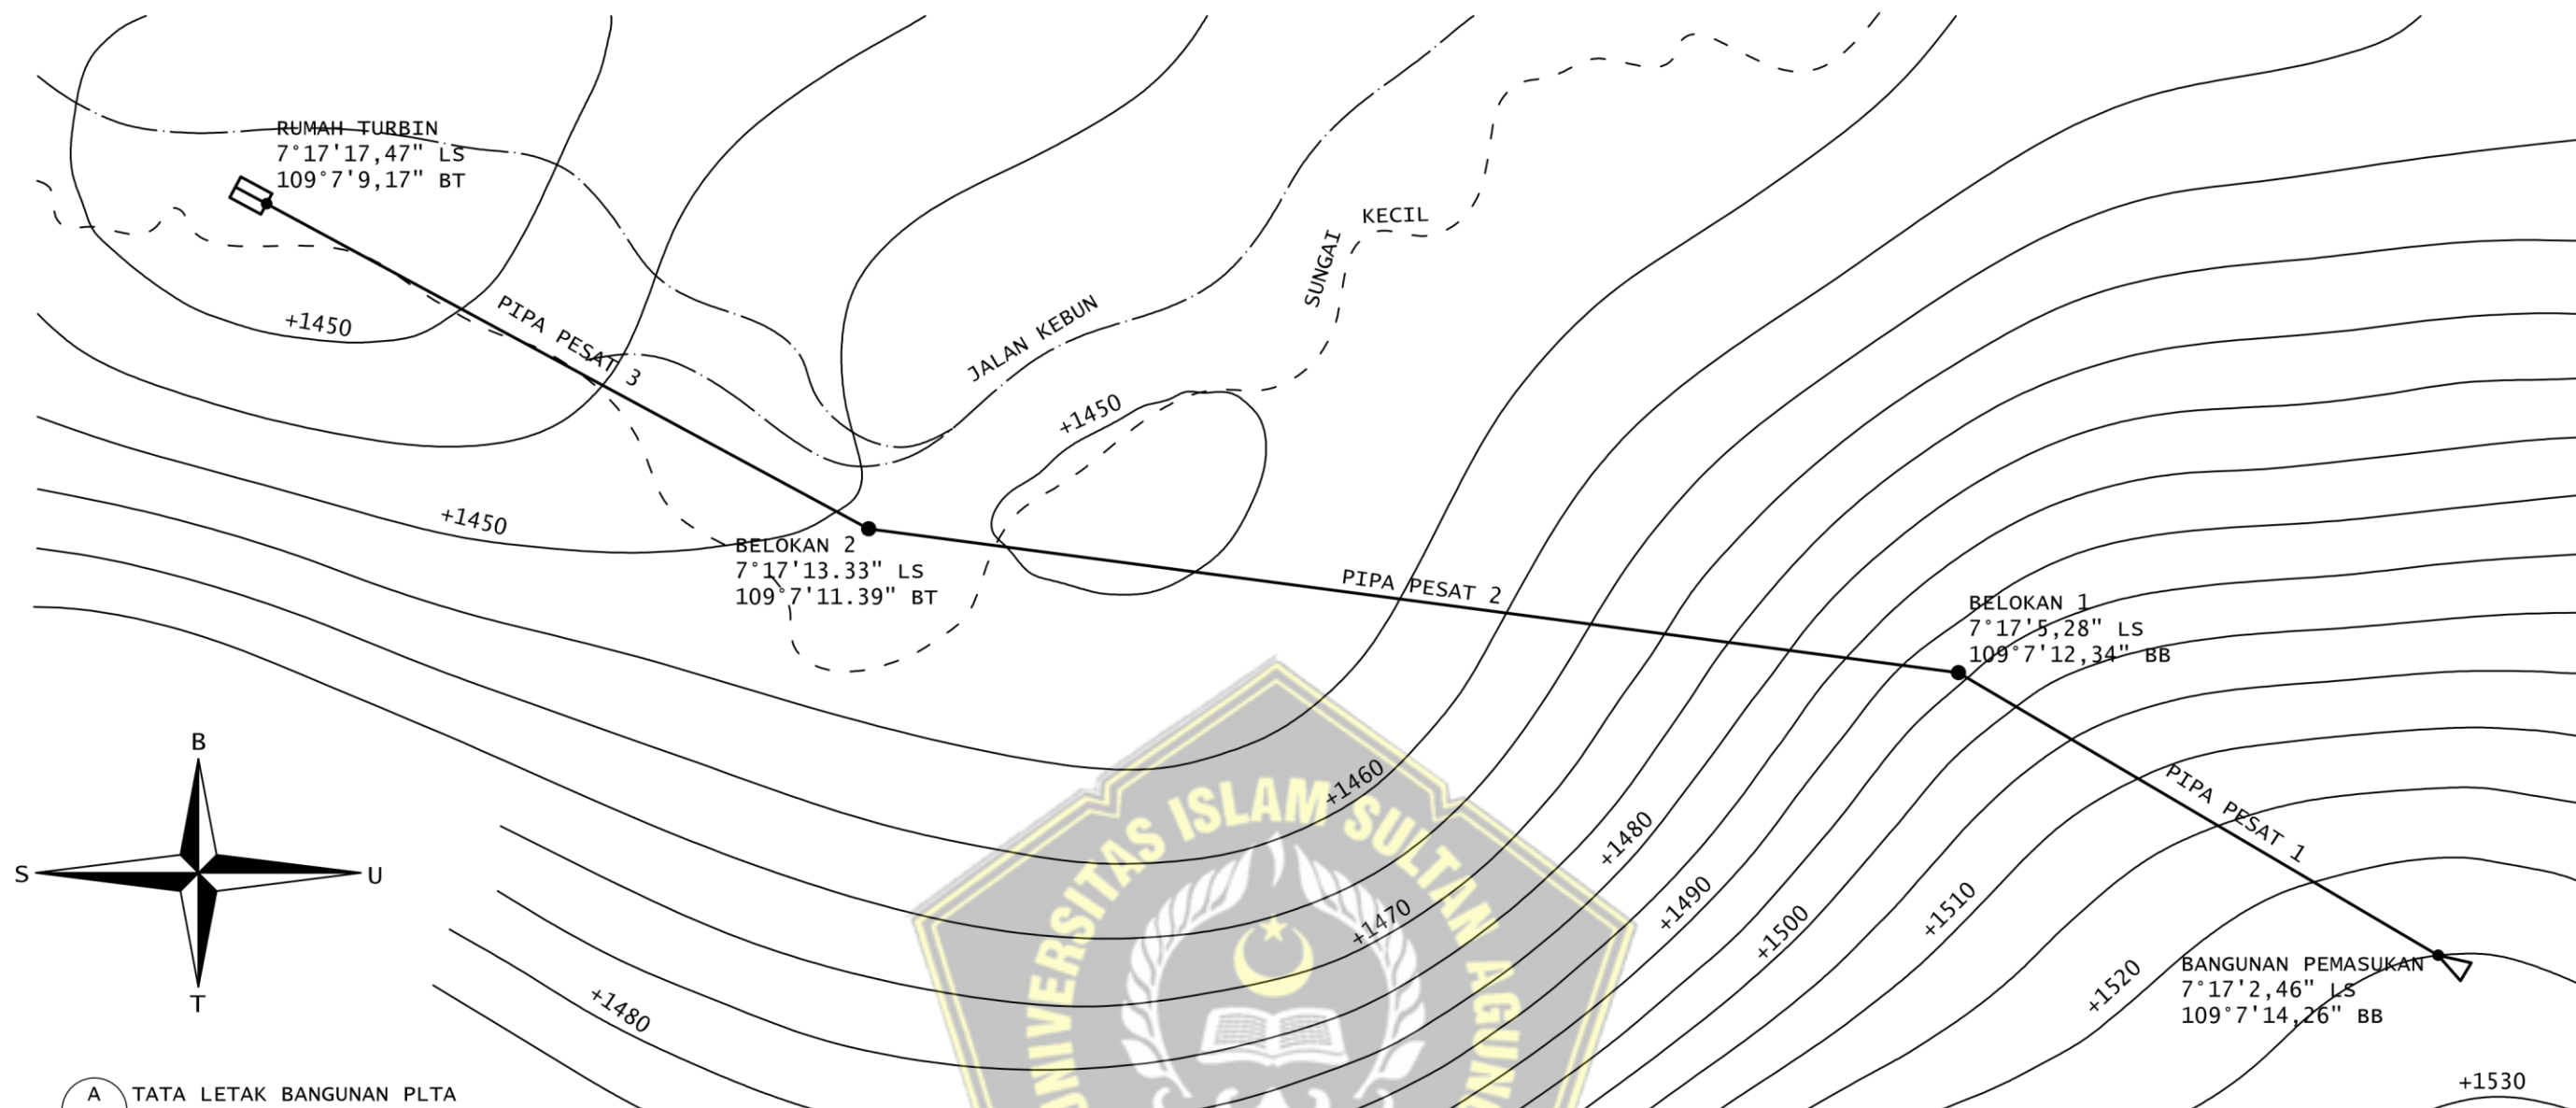 RUMAH TURBIN
7°17'17,47" LS
109°7'9,17" BT
KECIL
SUNGAI
JALAN KEBUN
PIPA PESAT 3
+1450
+1450
+1450
BELOKAN 2
7°17'13.33" LS
109°7'11.39" BT
PIPA PESAT 2
BELOKAN 1
7°17'5,28" LS
109°7'12,34" BB
B
S
U
T
PIPA PESAT 1
+1460
+1470
+1480
+1490
+1500
+1510
+1520
+1480
BANGUNAN PEMASUKAN
7°17'2,46" LS
109°7'14,26" BB
+1530
UNIVERSITAS ISLAM SULTAN AGUNG
A
TATA LETAK BANGUNAN PLTA